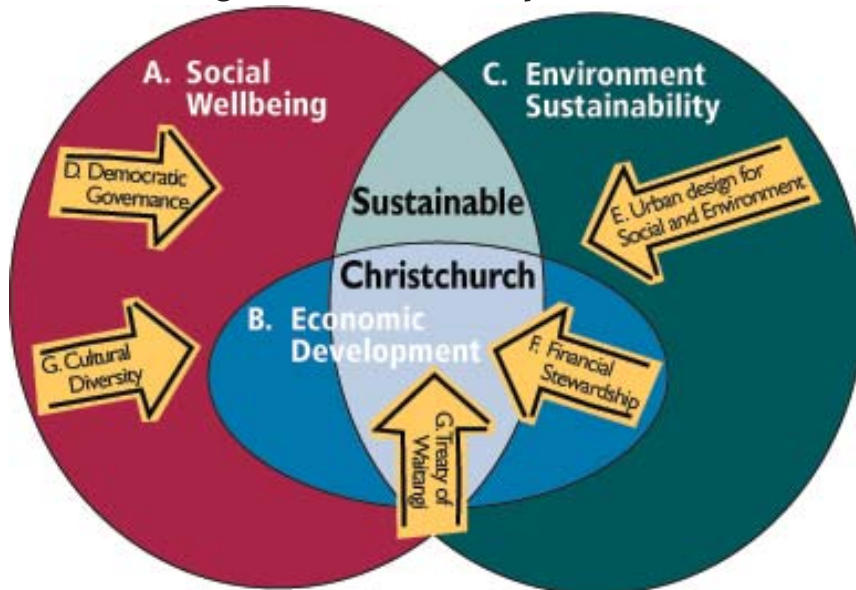 A. Social
Wellbeing
C. Environment
Sustainability
D. Democratic
Governance
E. Urban design for
Social and Environment
Sustainable
Christchurch
B. Economic
Development
G. Cultural
Diversity
F. Financial
Stewardship
G. Treaty of
Waitangi